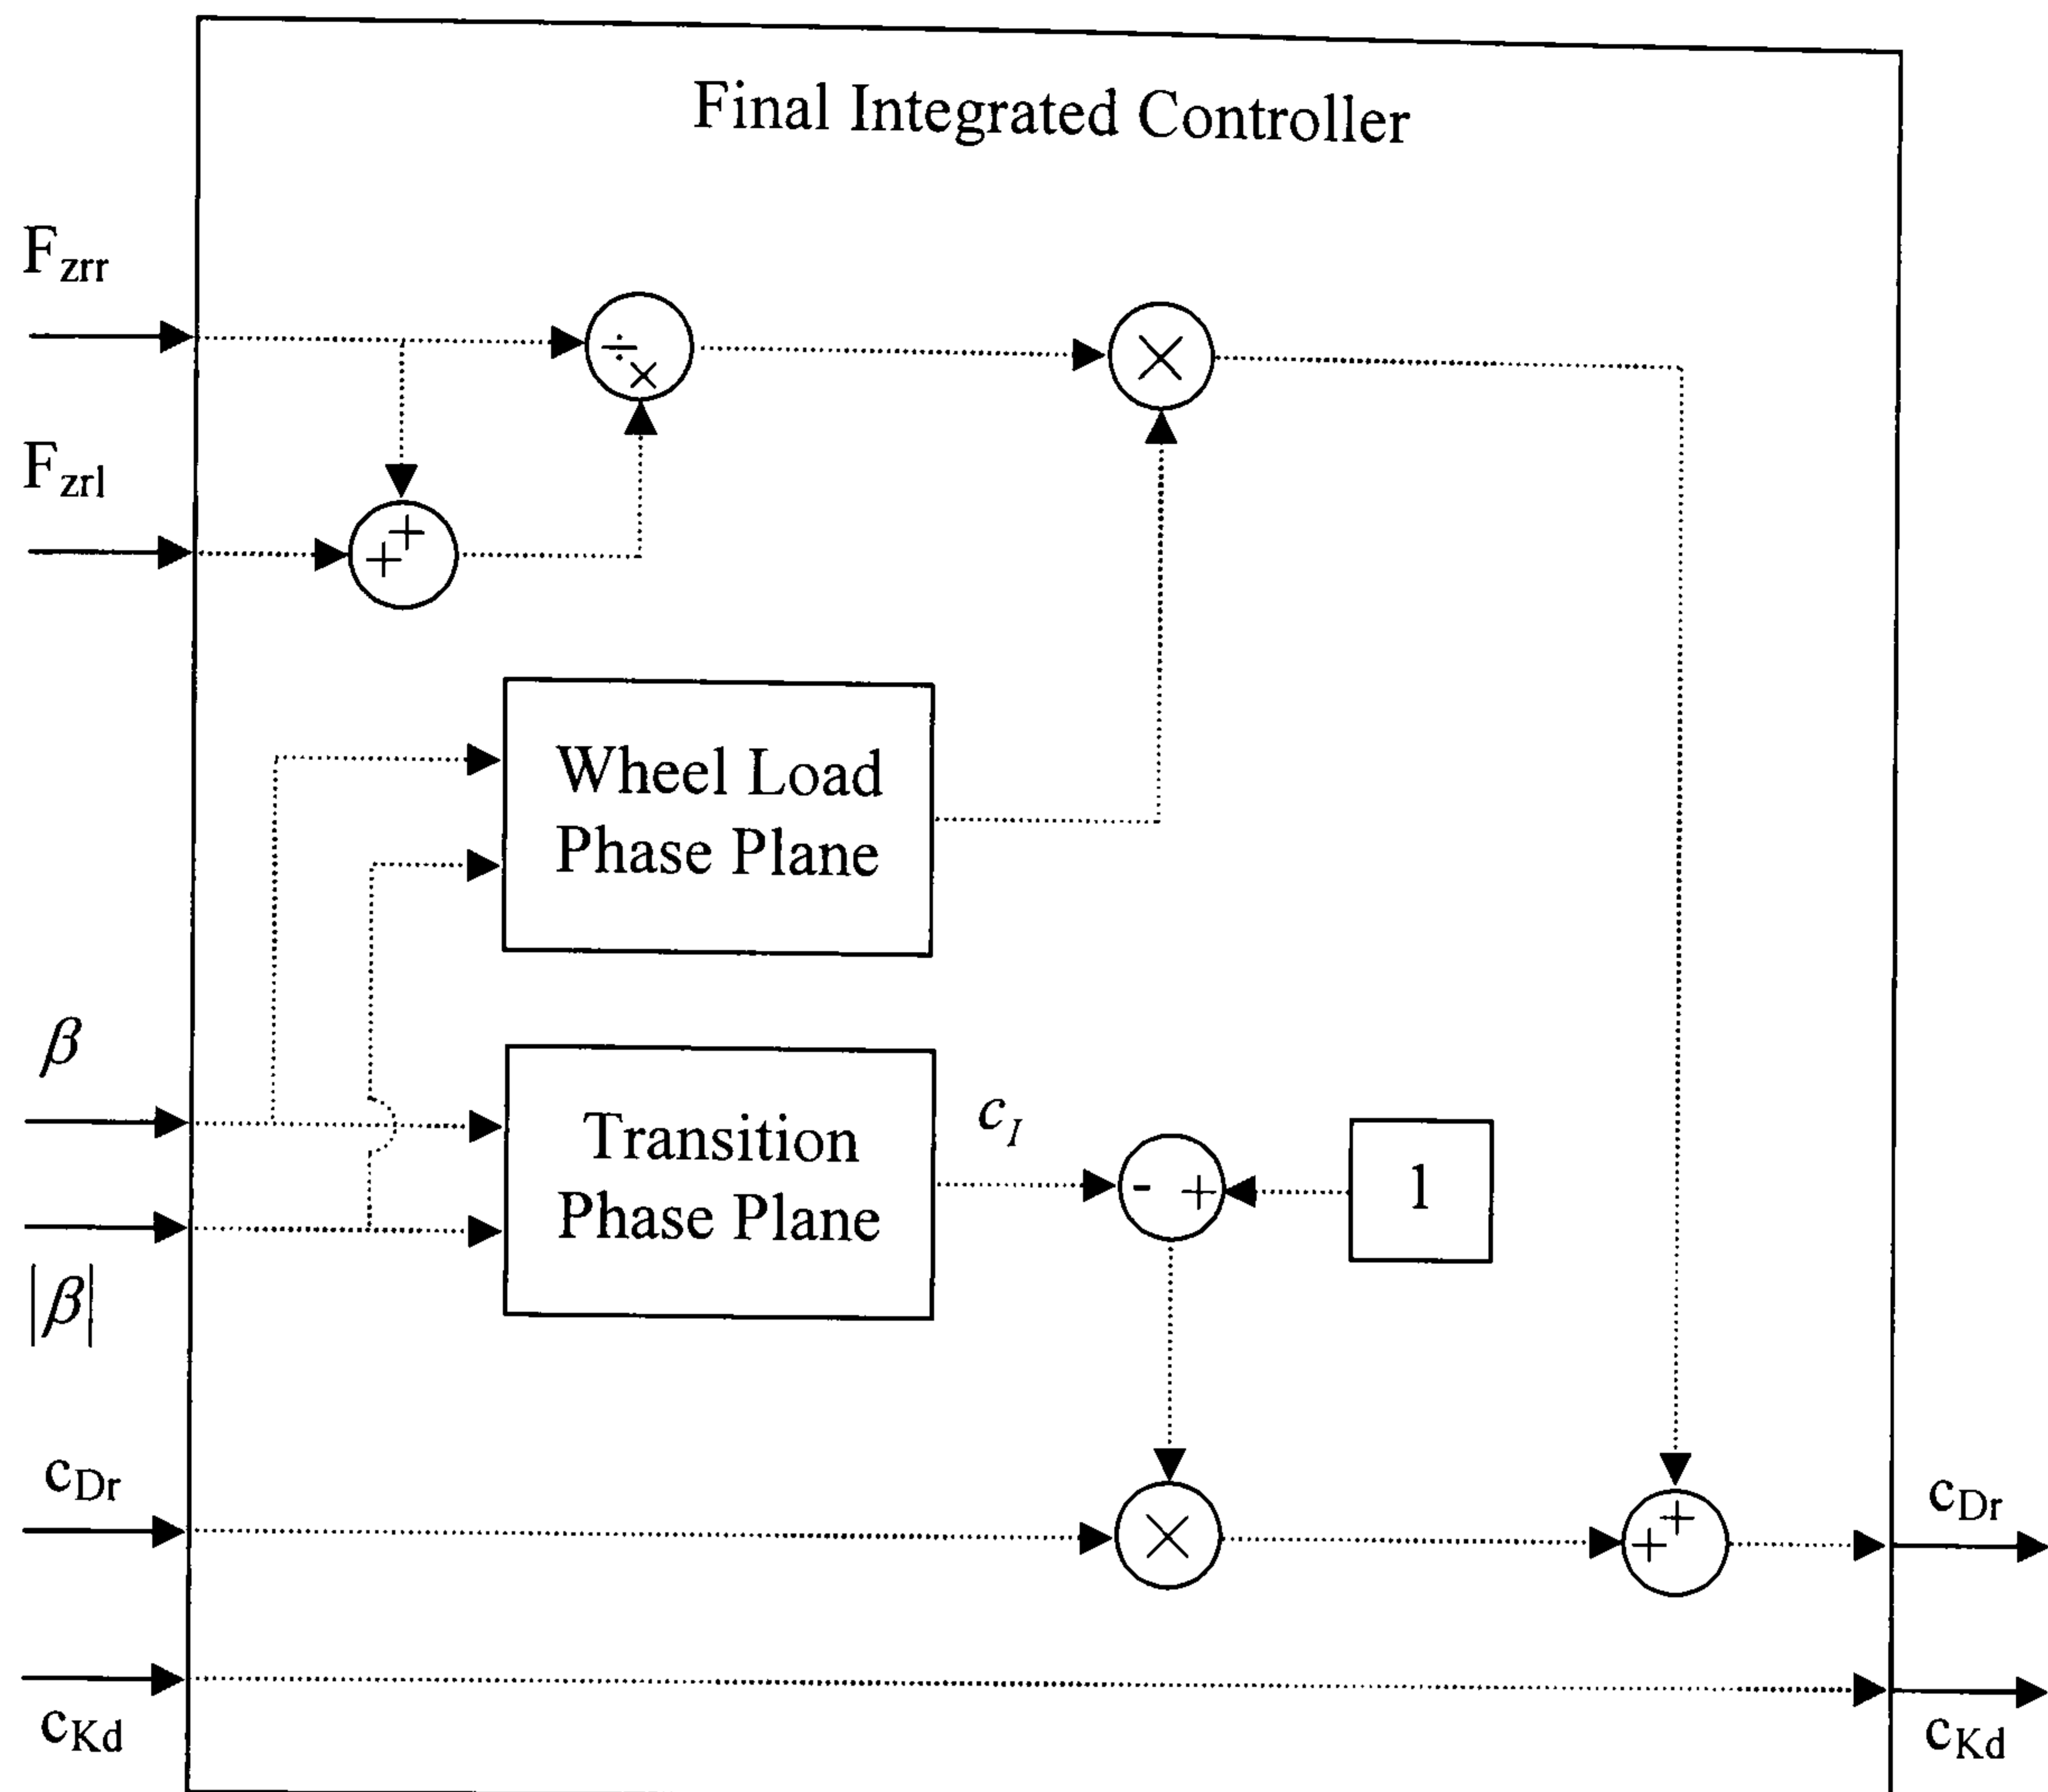 Final Integrated Controller
F_zrr
÷
×
×
F_zrl
+
+
Wheel Load
Phase Plane
β
Transition
Phase Plane
c_I
-
+
1
|β|
c_Dr
×
+
+
c_Dr
c_Kd
c_Kd